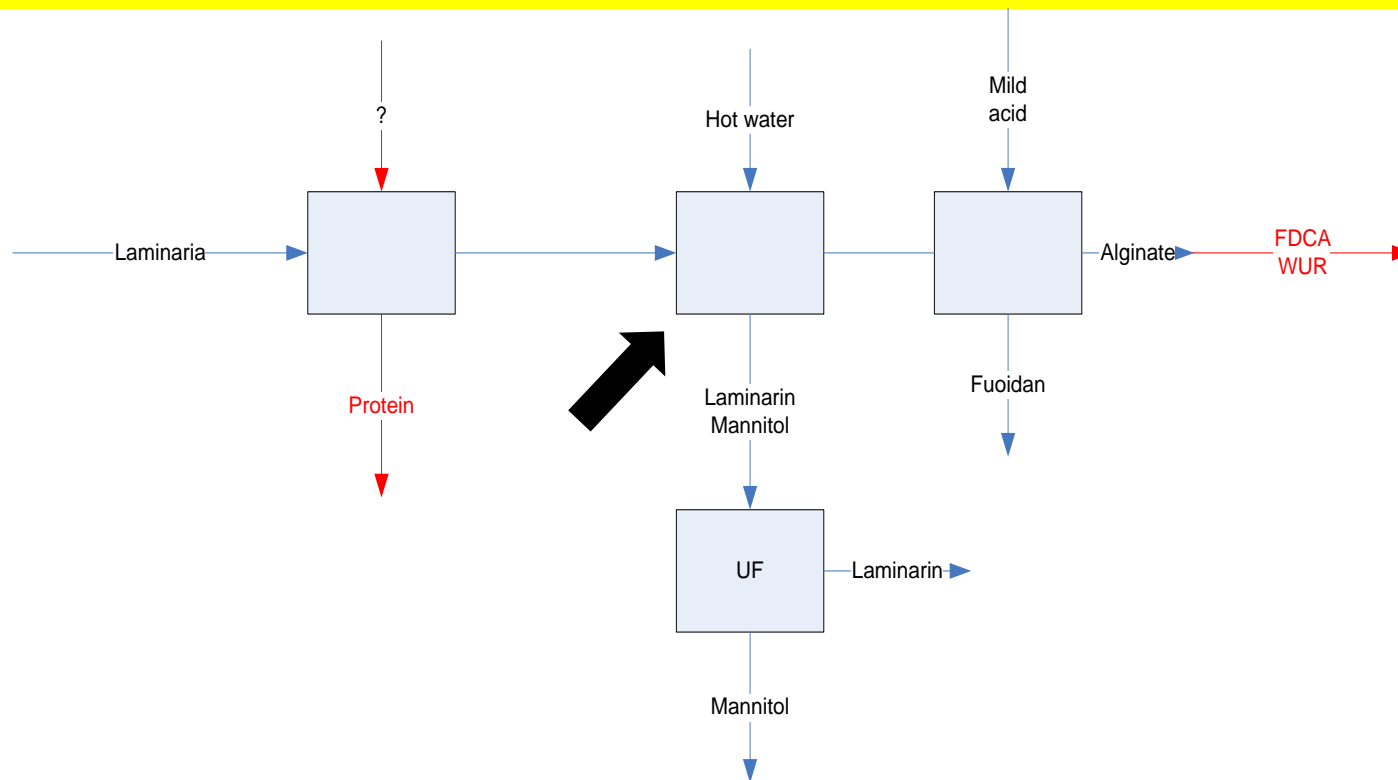 ?
Hot water
Mild
acid
Laminaria
Alginate
FDCA
WUR
Protein
Laminarin
Mannitol
Fuoidan
UF
Laminarin
Mannitol